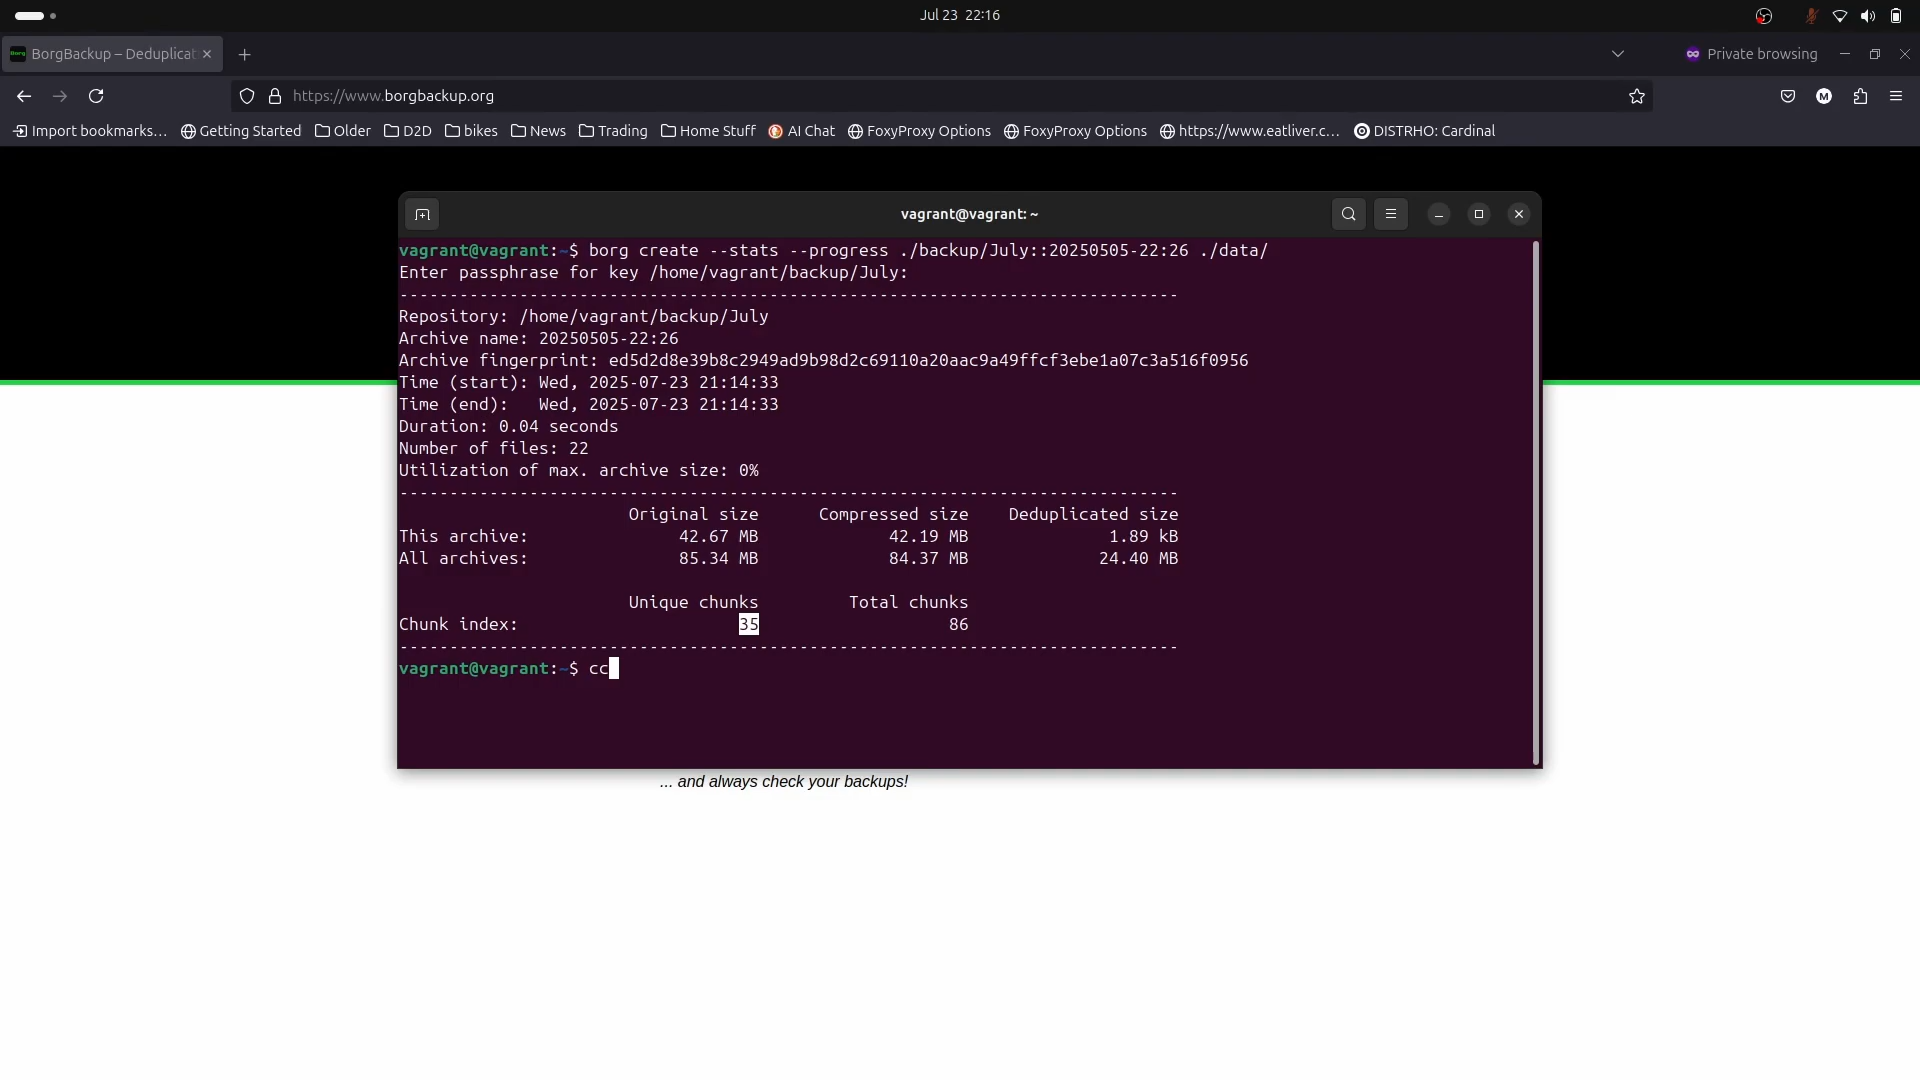 Jul 23 22:16
BorgBackup – Deduplicat
Private browsing
https://www.borgbackup.org
M
Import bookmarks… Getting Started Older D2D bikes News Trading Home Stuff AI Chat FoxyProxy Options FoxyProxy Options https://www.eatliver.c… DISTRHO: Cardinal
vagrant@vagrant: ~
vagrant@vagrant:~$ borg create --stats --progress ./backup/July::20250505-22:26 ./data/
Enter passphrase for key /home/vagrant/backup/July:
------------------------------------------------------------------------------
Repository: /home/vagrant/backup/July
Archive name: 20250505-22:26
Archive fingerprint: ed5d2d8e39b8c2949ad9b98d2c69110a20aac9a49ffcf3ebe1a07c3a516f0956
Time (start): Wed, 2025-07-23 21:14:33
Time (end):   Wed, 2025-07-23 21:14:33
Duration: 0.04 seconds
Number of files: 22
Utilization of max. archive size: 0%
------------------------------------------------------------------------------
                       Original size      Compressed size    Deduplicated size
This archive:               42.67 MB             42.19 MB              1.89 kB
All archives:               85.34 MB             84.37 MB             24.40 MB
                       Unique chunks         Total chunks
Chunk index:                      35                   86
------------------------------------------------------------------------------
vagrant@vagrant:~$ cc
... and always check your backups!